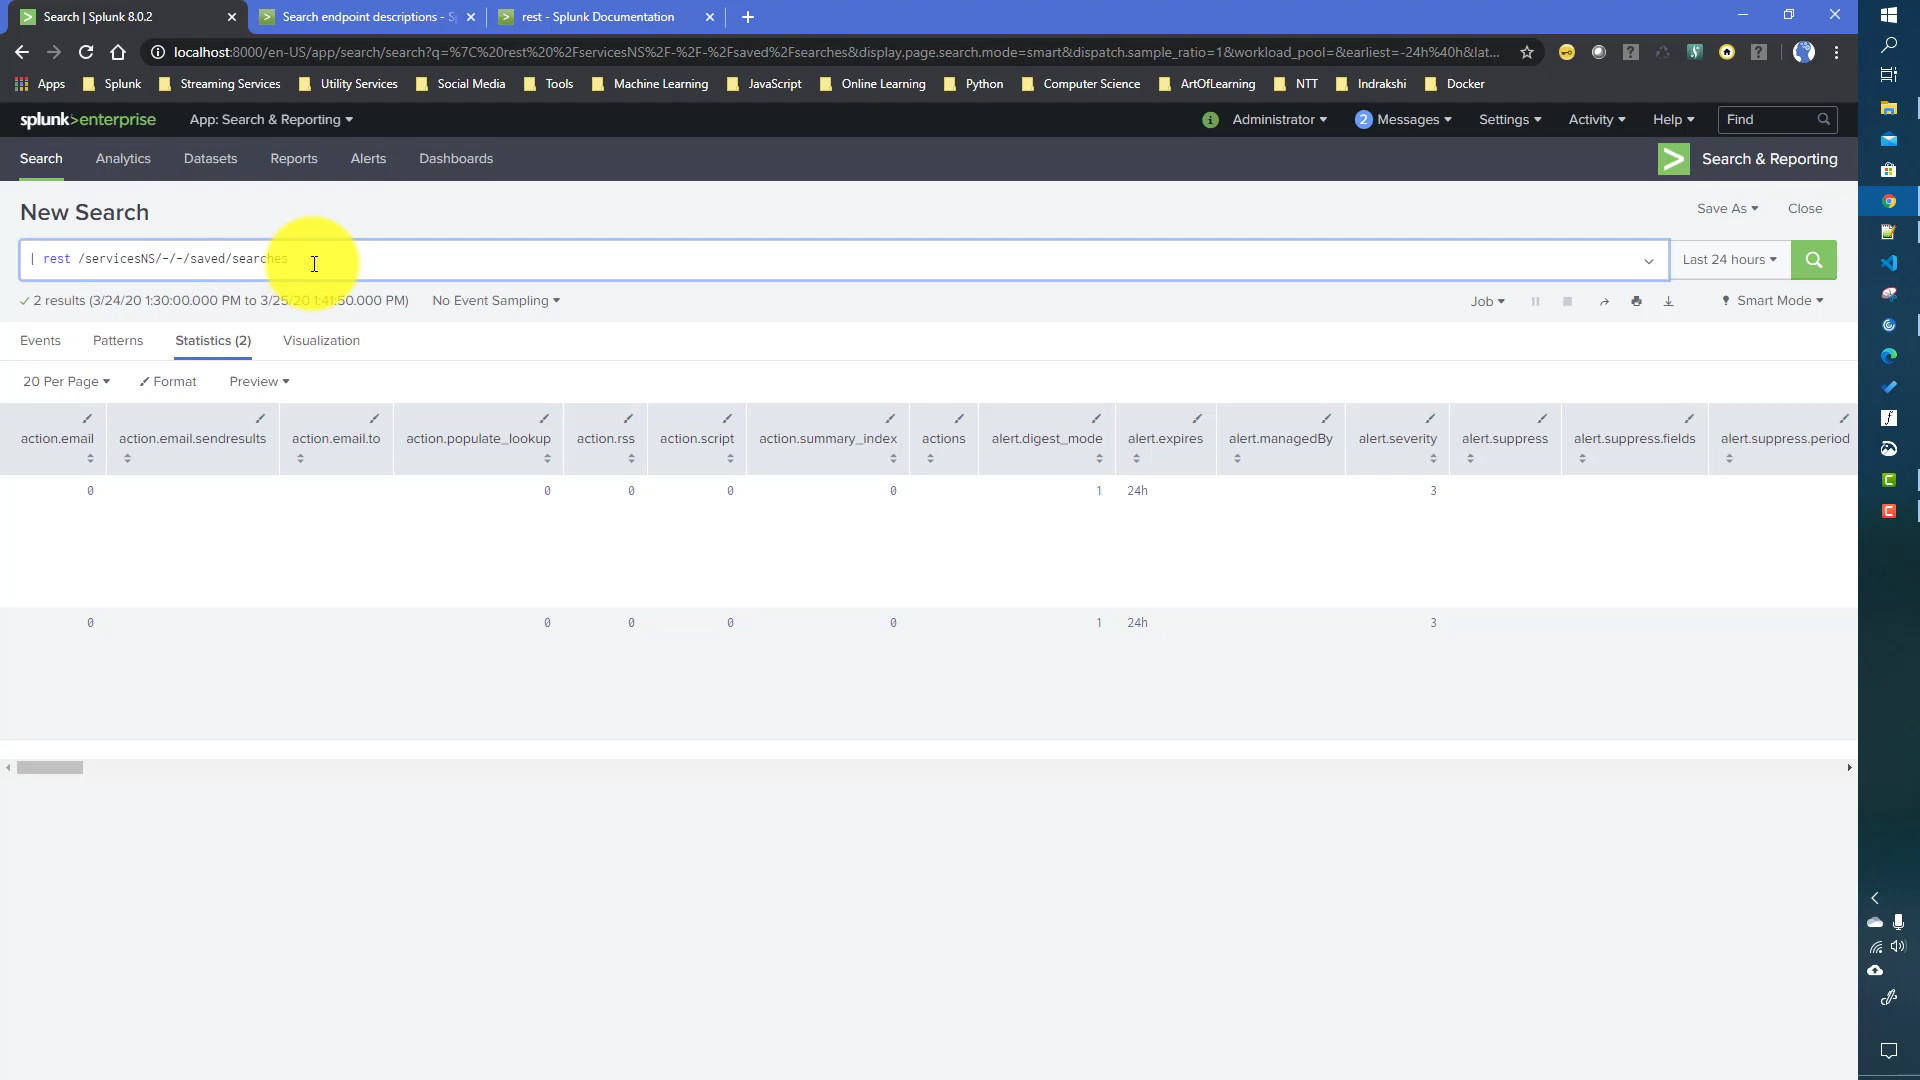 Search | Splunk 8.0.2
Search endpoint descriptions - Sp
rest - Splunk Documentation
localhost:8000/en-US/app/search/search?q=%7C%20rest%20%2FservicesNS%2F-%2F-%2Fsaved%2Fsearches&display.page.search.mode=smart&dispatch.sample_ratio=1&workload_pool=&earliest=-24h%40h&lat...
Apps Splunk Streaming Services Utility Services Social Media Tools Machine Learning JavaScript Online Learning Python Computer Science ArtOfLearning NTT Indrakshi Docker
splunk>enterprise App: Search & Reporting Administrator 2 Messages Settings Activity Help Find
Search Analytics Datasets Reports Alerts Dashboards Search & Reporting
New Search
Save As Close
| rest /servicesNS/-/-/saved/searches
Last 24 hours
2 results (3/24/20 1:30:00.000 PM to 3/25/20 1:41:50.000 PM) No Event Sampling Job Smart Mode
Events Patterns Statistics (2) Visualization
20 Per Page Format Preview
action.email action.email.sendresults action.email.to action.populate_lookup action.rss action.script action.summary_index actions alert.digest_mode alert.expires alert.managedBy alert.severity alert.suppress alert.suppress.fields alert.suppress.period
0 0 0 0 0 1 24h 3
0 0 0 0 0 1 24h 3